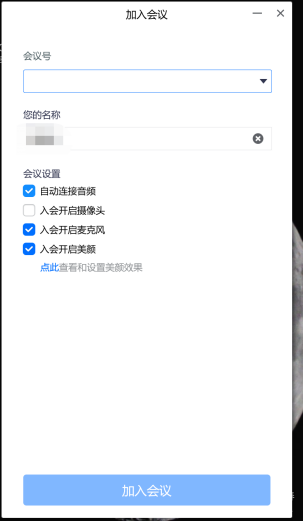 加入会议
会议号
您的名称
会议设置
自动连接音频
入会开启摄像头
入会开启麦克风
入会开启美颜
点此查看和设置美颜效果
加入会议